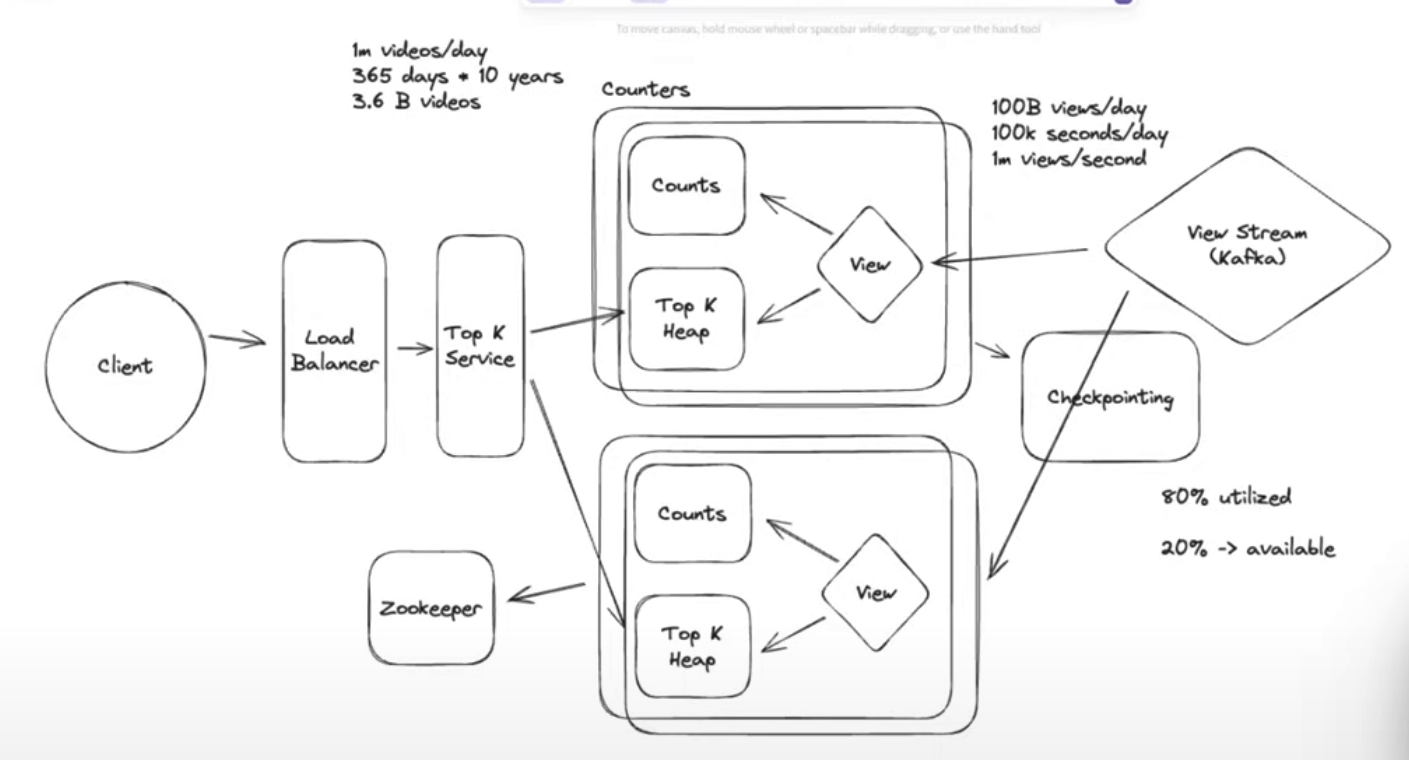 To move canvas, hold mouse wheel or spacebar while dragging, or use the hand tool
1m videos/day
365 days * 10 years
3.6 B videos
Counters
100B views/day
100k seconds/day
1m views/second
Counts
View
Top K
Heap
View Stream
(Kafka)
Client
Load
Balancer
Top K
Service
Checkpointing
80% utilized
20% -> available
Counts
View
Top K
Heap
Zookeeper